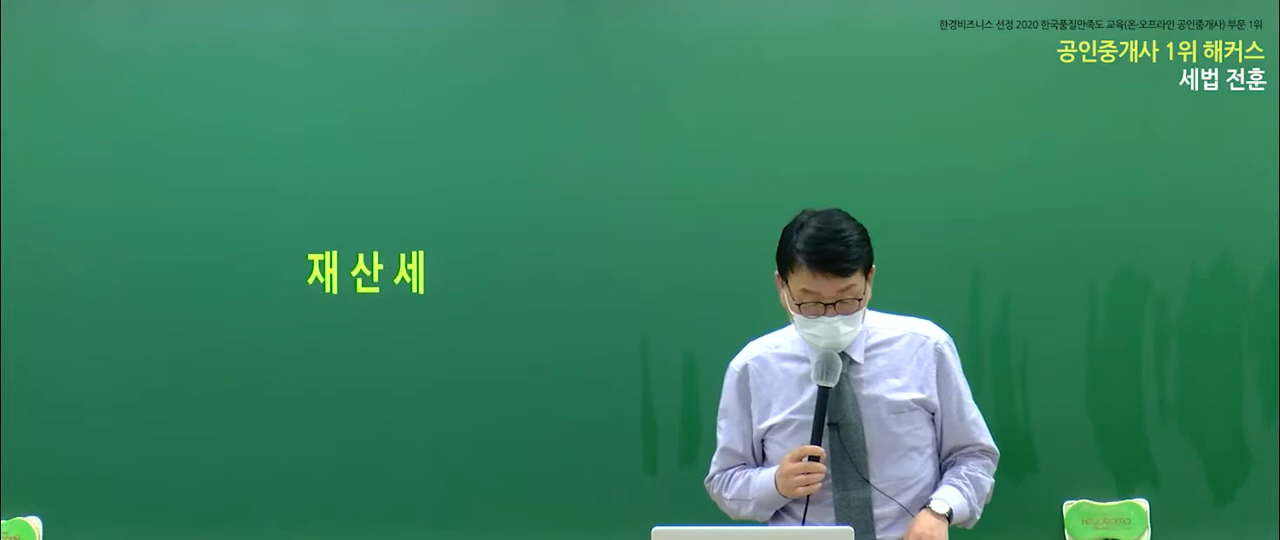 한경비즈니스 선정 2020 한국품질만족도 교육(온·오프라인 공인중개사) 부문 1위
공인중개사 1위 해커스
세법 전훈
재산세
HAGOROMO